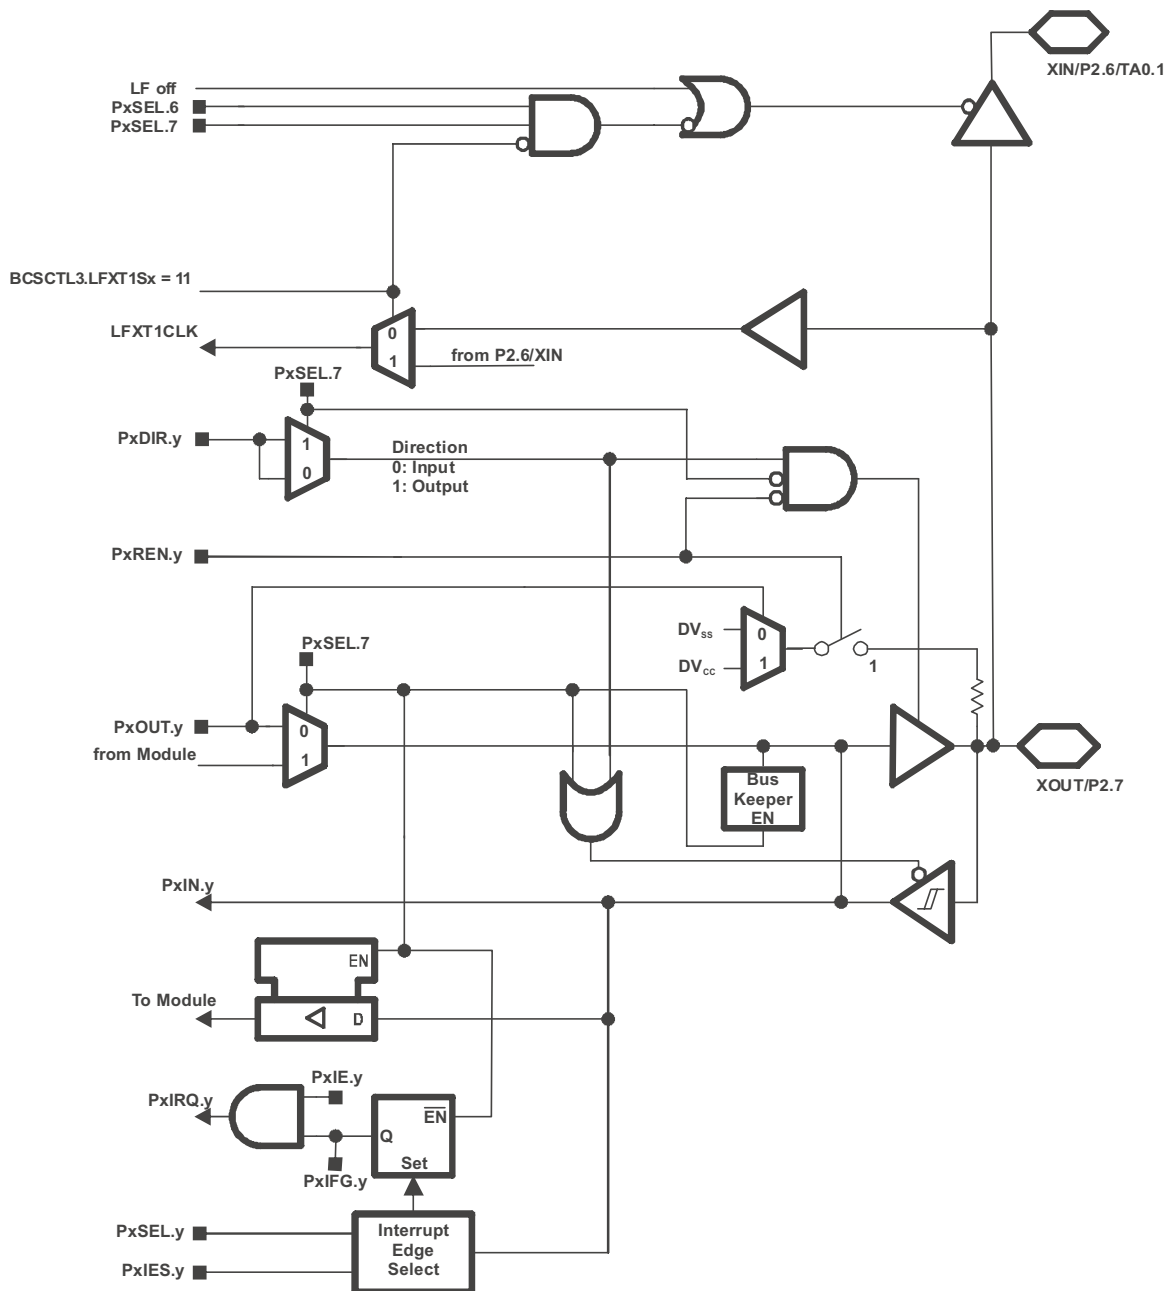 XIN/P2.6/TA0.1
LF off
PxSEL.6
PxSEL.7
BCSCTL3.LFXT1Sx = 11
LFXT1CLK
0
1
from P2.6/XIN
PxSEL.7
PxDIR.y
1
0
Direction
0: Input
1: Output
PxREN.y
DVss
DVcc
0
1
1
PxSEL.7
PxOUT.y
from Module
0
1
Bus
Keeper
EN
XOUT/P2.7
PxIN.y
EN
To Module
D
PxIE.y
PxIRQ.y
EN
Q
Set
PxIFG.y
PxSEL.y
PxIES.y
Interrupt
Edge
Select